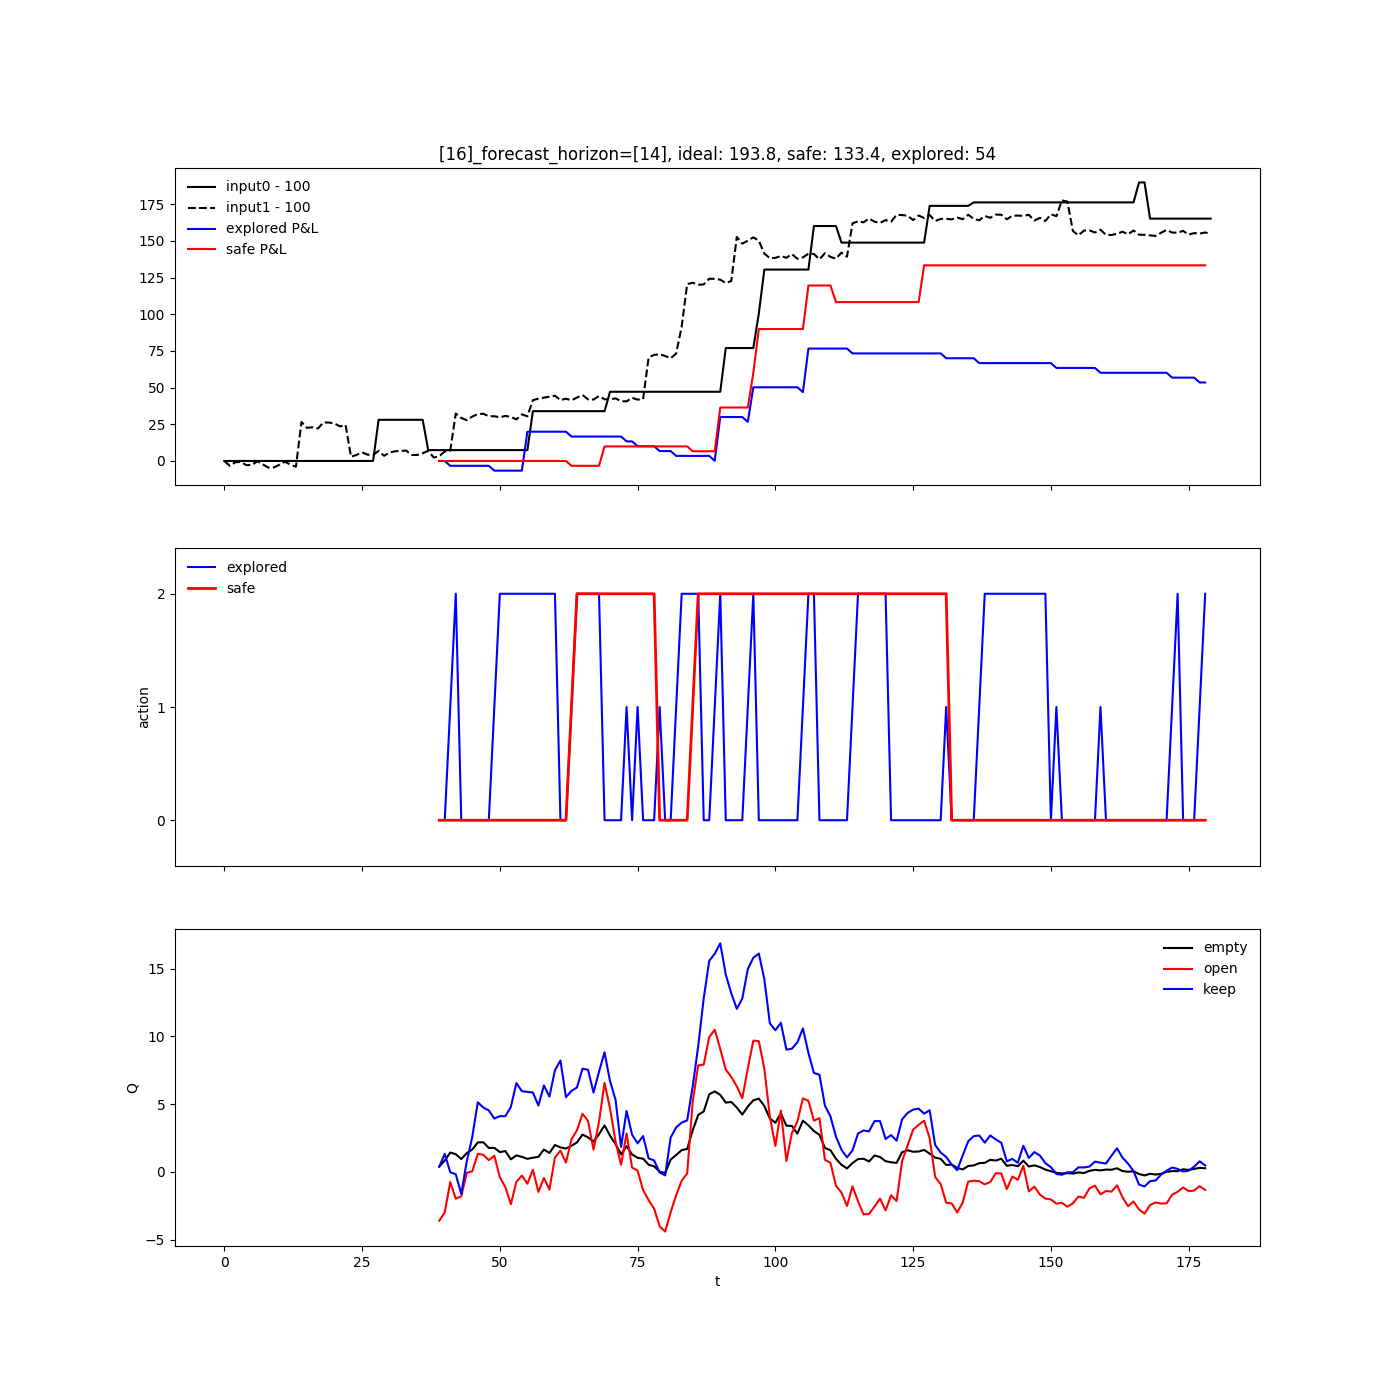 [16]_forecast_horizon=[14], ideal: 193.8, safe: 133.4, explored: 54
input0 - 100
input1 - 100
explored P&L
safe P&L
175
150
125
100
75
50
25
0
explored
safe
2
1
0
action
empty
open
keep
15
10
5
0
−5
Q
0 25 50 75 100 125 150 175
t